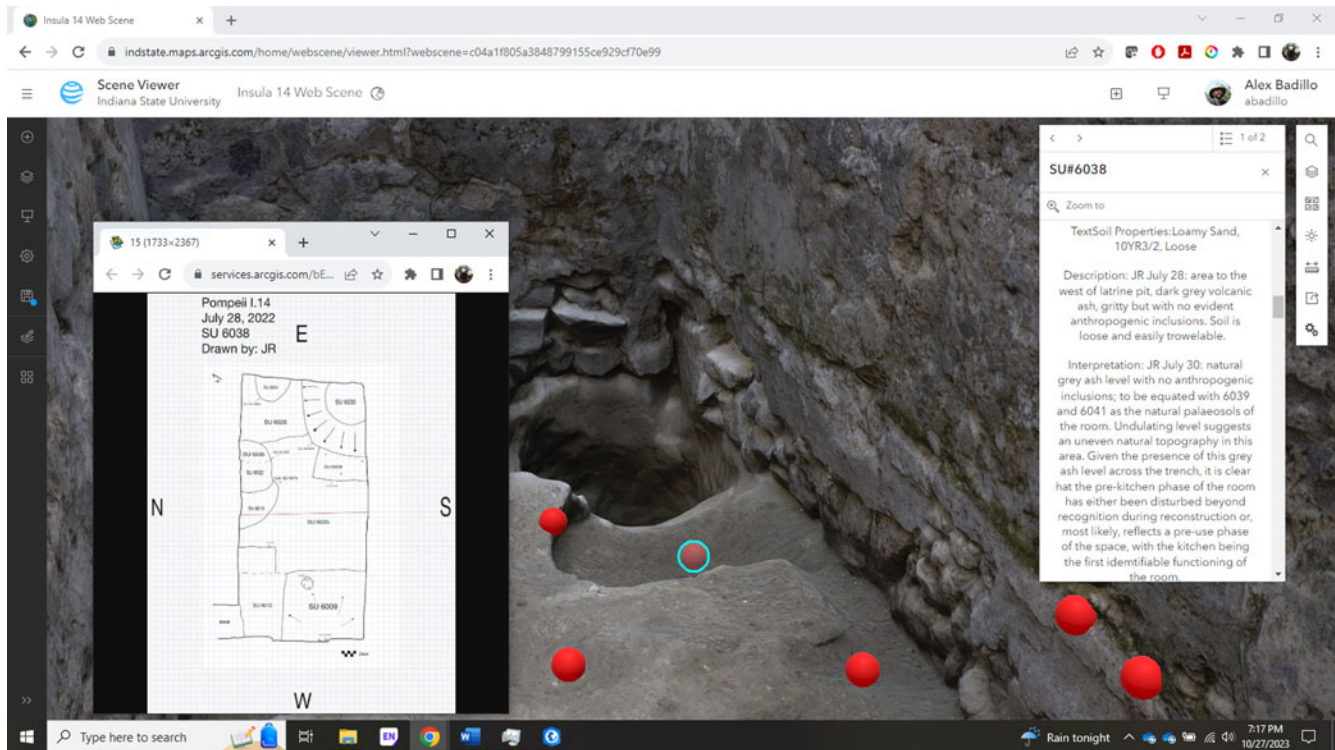 Insula 14 Web Scene
indstate.maps.arcgis.com/home/webscene/viewer.html?webscene=c04a1f805a3848799155ce929cf70e99
Scene Viewer
Indiana State University
Insula 14 Web Scene
Alex Badillo
abadillo
15 (1733×2367)
services.arcgis.com/bE...
Pompeii I.14
July 28, 2022
SU 6038
Drawn by: JR
E
SU 6030
SU 6028
N
S
SU 6009
W
1 of 2
SU#6038
Zoom to
TextSoil Properties:Loamy Sand,
10YR3/2, Loose
Description: JR July 28: area to the
west of latrine pit, dark grey volcanic
ash, gritty but with no evident
anthropogenic inclusions. Soil is
loose and easily trowelable.
Interpretation: JR July 30: natural
grey ash level with no anthropogenic
inclusions; to be equated with 6039
and 6041 as the natural palaeosols of
the room. Undulating level suggests
an uneven natural topography in this
area. Given the presence of this grey
ash level across the trench, it is clear
hat the pre-kitchen phase of the room
has either been disturbed beyond
recognition during reconstruction or,
most likely, reflects a pre-use phase
of the space, with the kitchen being
the first idemtifiable functioning of
the room.
Type here to search
EN
Rain tonight
7:17 PM
10/27/2023